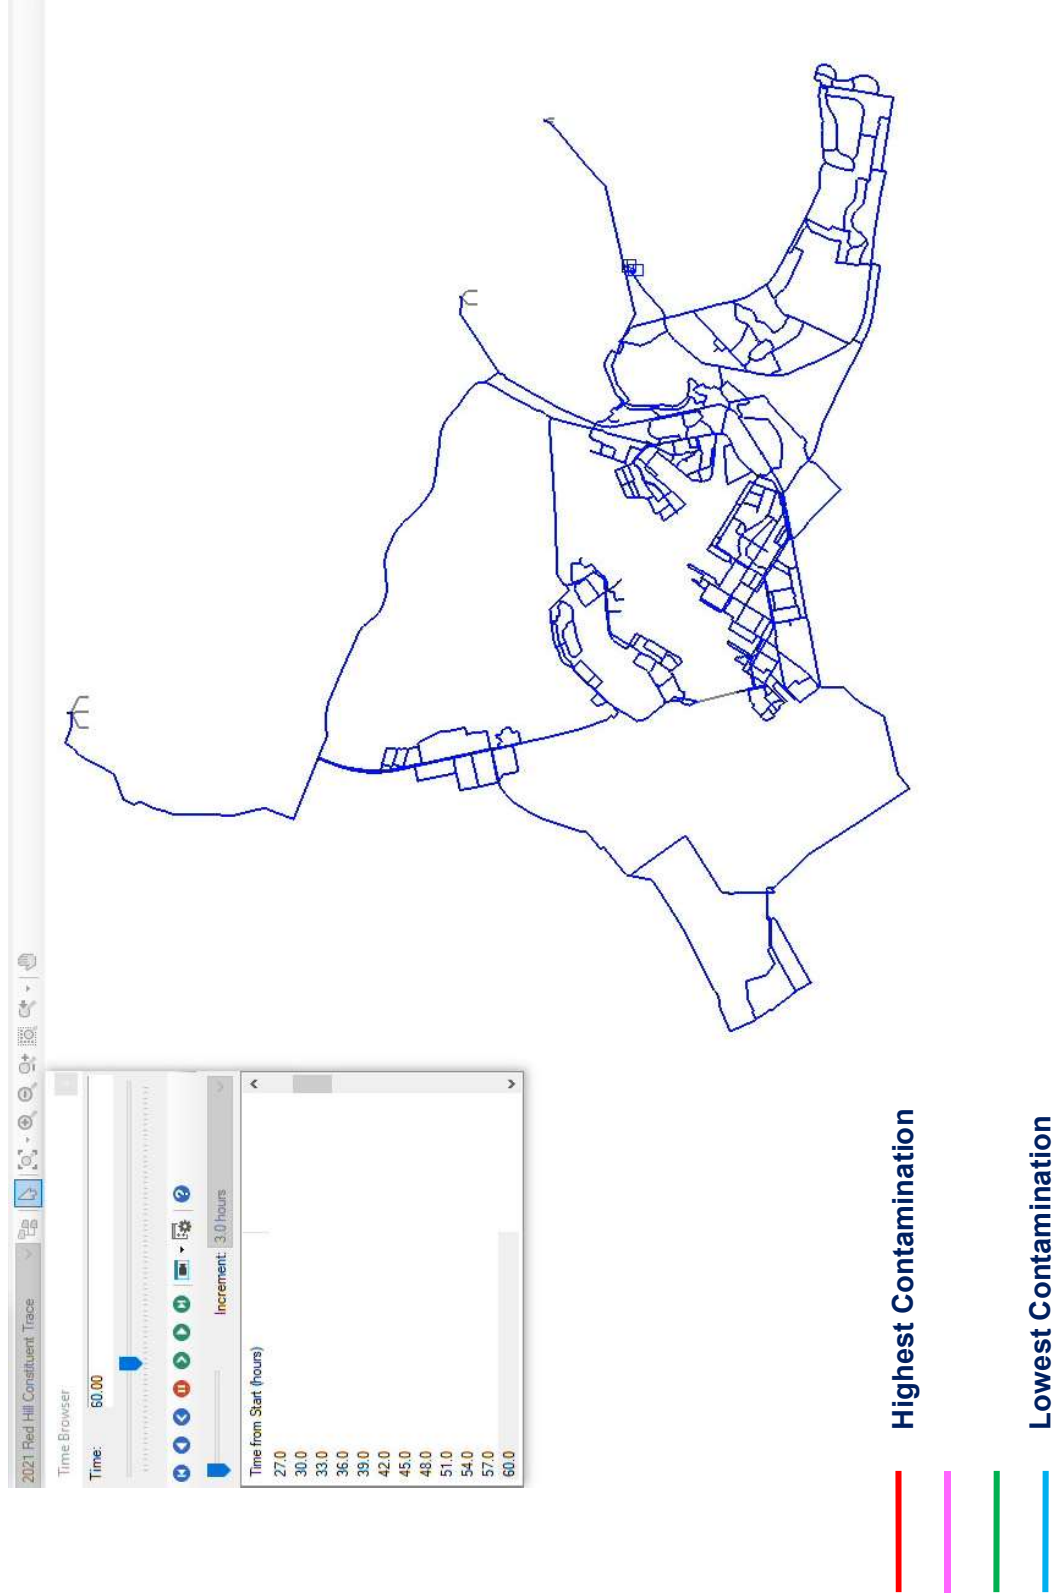 2021 Red Hill Constituent Trace
Time Browser
Time: 60.00
Increment: 3.0 hours
Time from Start (hours)
27.0
30.0
33.0
36.0
39.0
42.0
45.0
48.0
51.0
54.0
57.0
60.0
Highest Contamination
Lowest Contamination